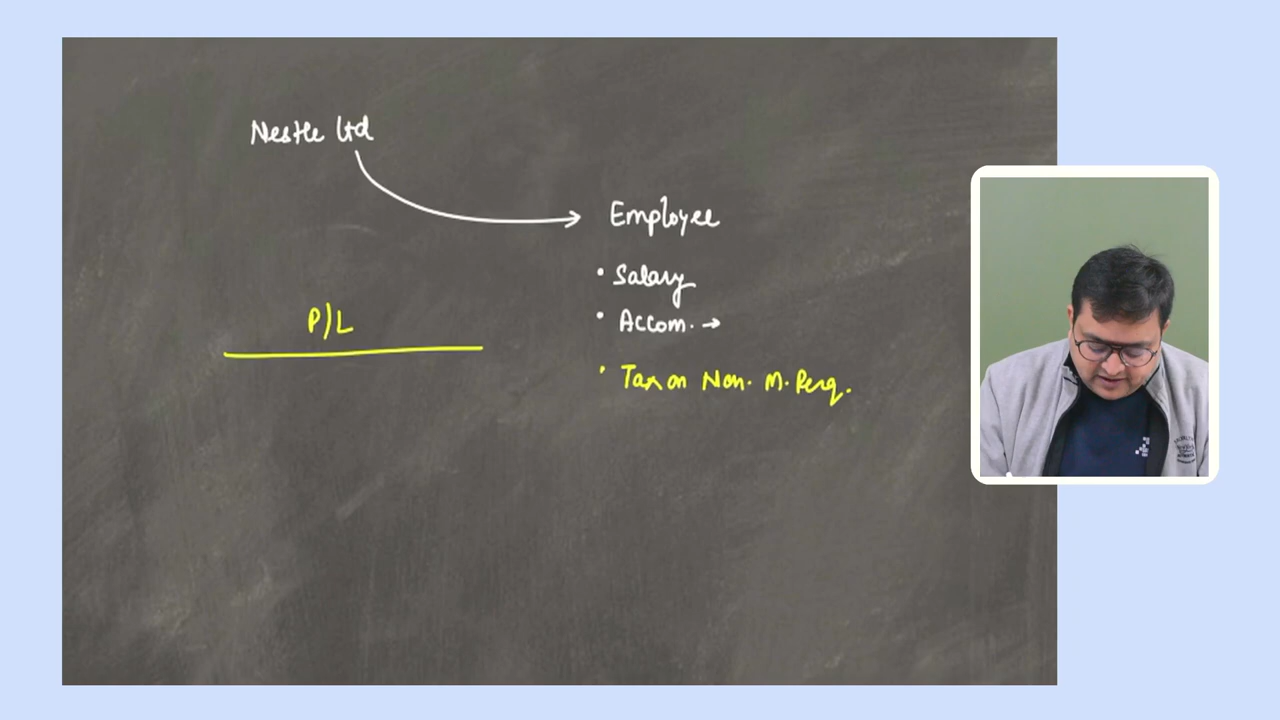 Nestle Ltd
Employee
• Salary
• Accom. →
P/L
• Tax on Non. M. Perq.